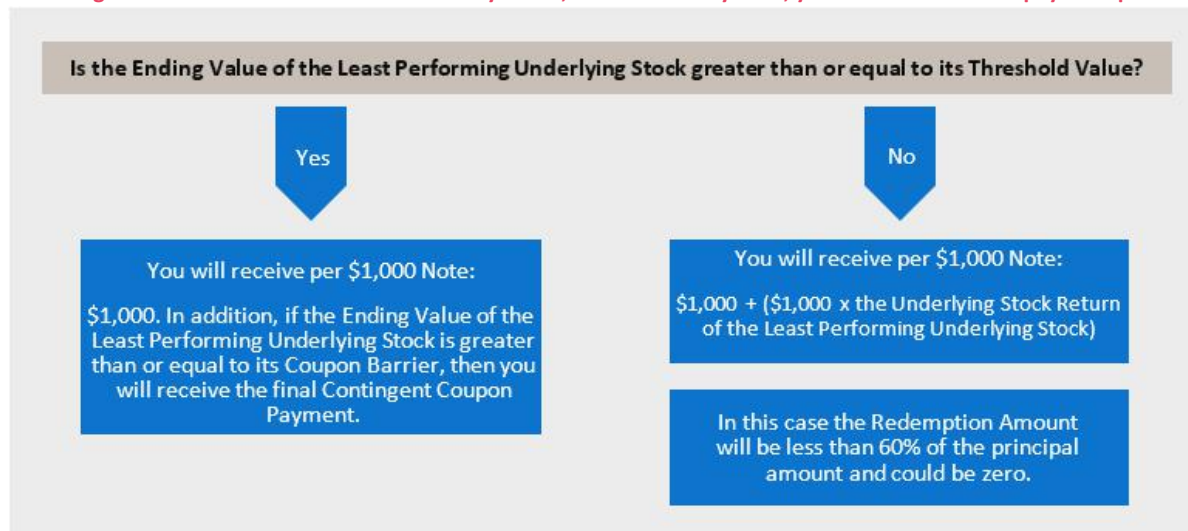 Is the Ending Value of the Least Performing Underlying Stock greater than or equal to its Threshold Value?
Yes
No
You will receive per $1,000 Note:
$1,000. In addition, if the Ending Value of the
Least Performing Underlying Stock is greater
than or equal to its Coupon Barrier, then you
will receive the final Contingent Coupon
Payment.
You will receive per $1,000 Note:
$1,000 + ($1,000 x the Underlying Stock Return
of the Least Performing Underlying Stock)
In this case the Redemption Amount
will be less than 60% of the principal
amount and could be zero.